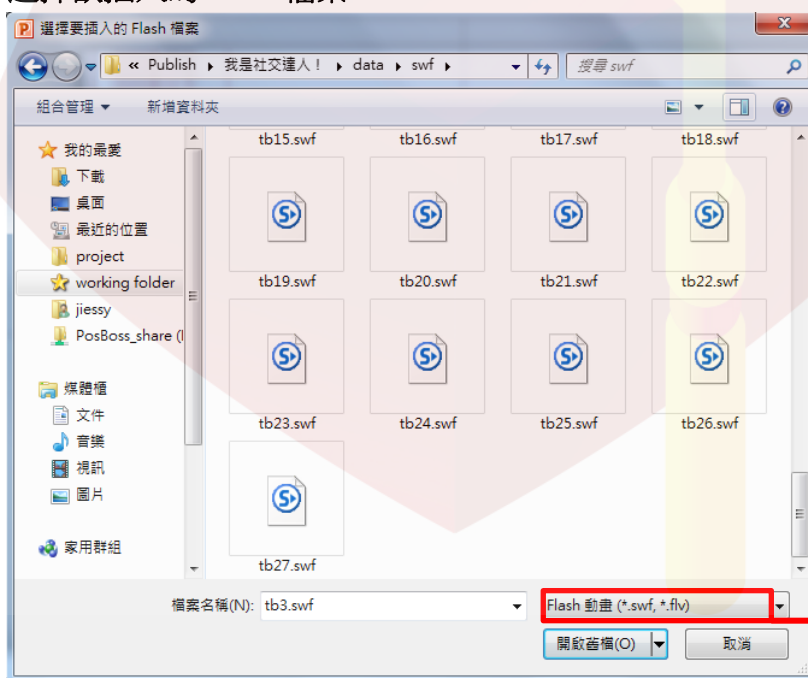 選擇要插入的 Flash 檔案
« Publish ▸ 我是社交達人！ ▸ data ▸ swf ▸
搜尋 swf
組合管理 ▼ 新增資料夾
我的最愛
下載
桌面
最近的位置
project
working folder
jiessy
PosBoss_share (
媒體櫃
文件
音樂
視訊
圖片
家用群組
tb15.swf tb16.swf tb17.swf tb18.swf
tb19.swf tb20.swf tb21.swf tb22.swf
tb23.swf tb24.swf tb25.swf tb26.swf
tb27.swf
檔案名稱(N): tb3.swf
Flash 動畫 (*.swf, *.flv)
開啟舊檔(O) 取消